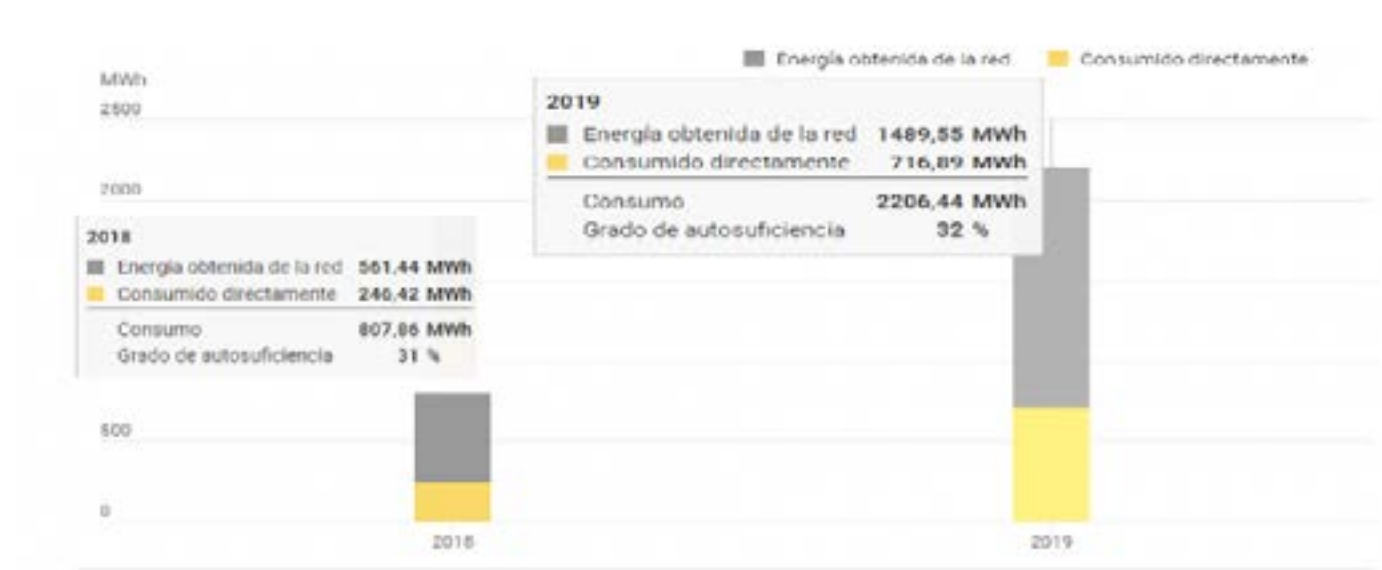 Energía obtenida de la red Consumido directamente
MWh
2500
2019
Energía obtenida de la red 1489,55 MWh
Consumido directamente 716,89 MWh
Consumo 2206,44 MWh
Grado de autosuficiencia 32 %
2000
2018
Energía obtenida de la red 561,44 MWh
Consumido directamente 246,42 MWh
Consumo 807,86 MWh
Grado de autosuficiencia 31 %
500
0
2018
2019